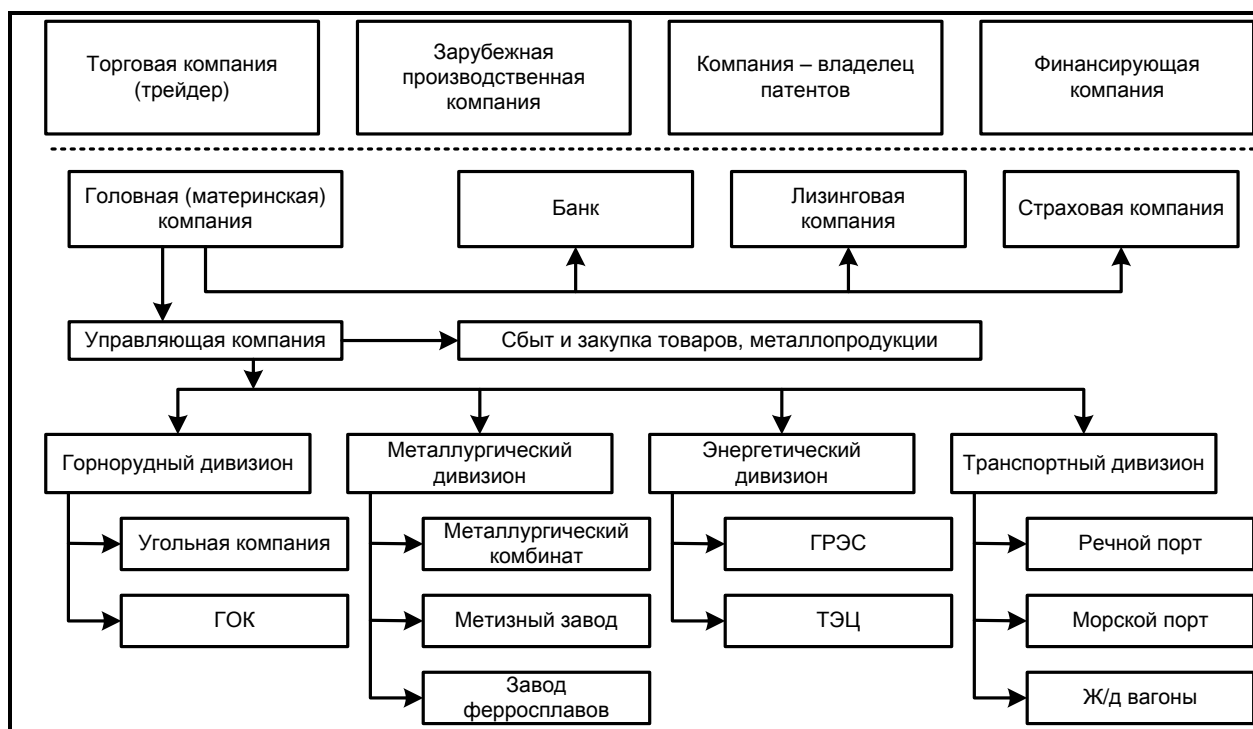 Торговая компания
(трейдер)
Зарубежная
производственная
компания
Компания – владелец
патентов
Финансирующая
компания
Головная (материнская)
компания
Банк
Лизинговая
компания
Страховая компания
Управляющая компания
Сбыт и закупка товаров, металлопродукции
Горнорудный дивизион
Металлургический
дивизион
Энергетический
дивизион
Транспортный дивизион
Угольная компания
Металлургический
комбинат
ГРЭС
Речной порт
ГОК
Метизный завод
ТЭЦ
Морской порт
Завод
ферросплавов
Ж/д вагоны